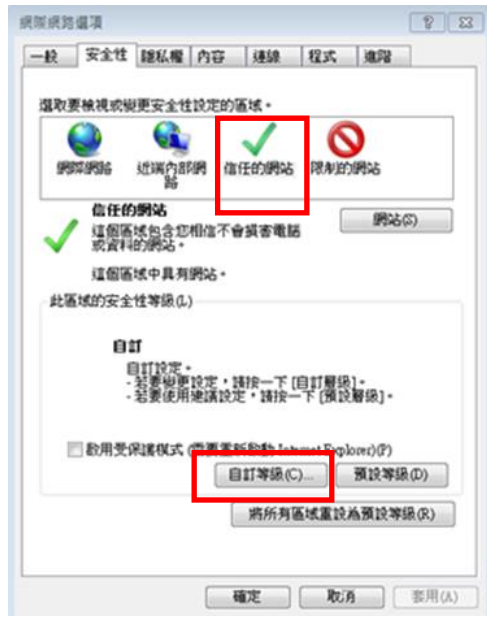 網際網路選項
一般 安全性 隱私權 內容 連線 程式 進階
選取要檢視或變更安全性設定的區域。
網際網路 近端內部網路 信任的網站 限制的網站
信任的網站
這個區域包含您相信不會損害電腦
或資料的網站。
網站(S)
這個區域中具有網站。
此區域的安全性等級(L)
自訂
自訂設定。
- 若要變更設定，請按一下 [自訂層級]。
- 若要使用建議設定，請按一下 [預設層級]。
啟用受保護模式 (需要重新啟動 Internet Explorer)(P)
自訂等級(C)... 預設等級(D)
將所有區域重設為預設等級(R)
確定 取消 套用(A)